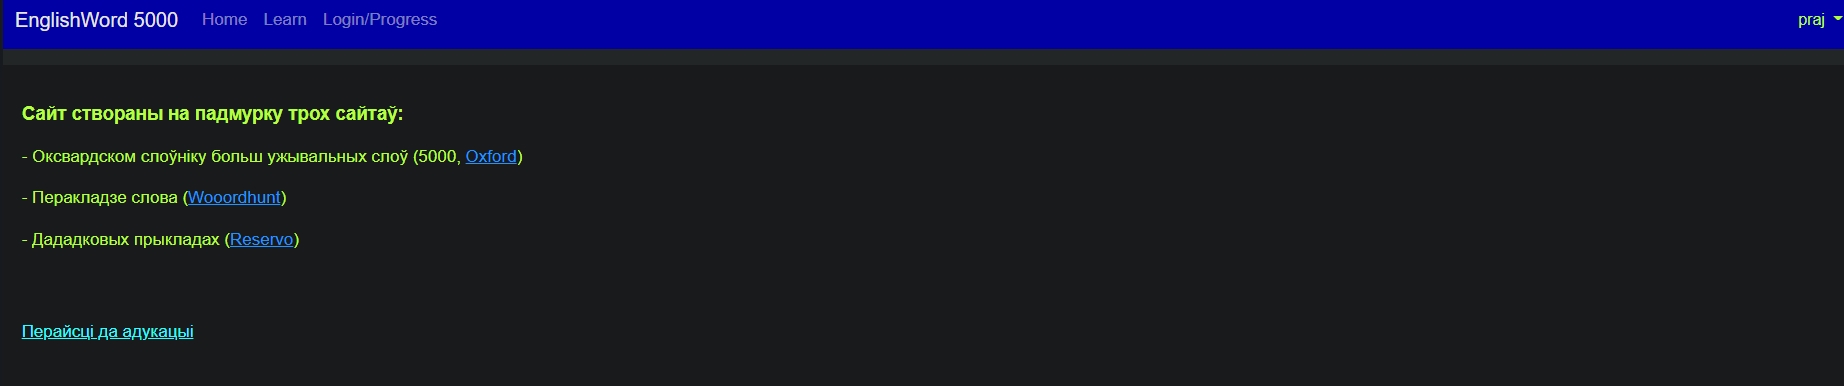 EnglishWord 5000 Home Learn Login/Progress praj
Сайт створаны на падмурку трох сайтаў:
- Оксвардском слоўніку больш ужывальных слоў (5000, Oxford)
- Перакладзе слова (Wooordhunt)
- Дададковых прыкладах (Reservo)
Перайсці да адукацыі